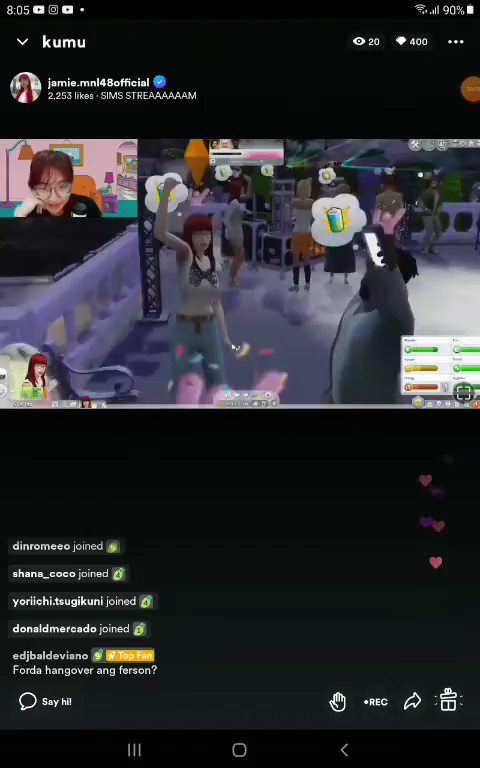 8:05
90%
kumu
20
400
jamie.mnl48official
2,253 likes · SIMS STREAAAAAAM
dinromeeo joined
shana_coco joined
yoriichi.tsugikuni joined
donaldmercado joined
edjbaldeviano Top Fan
Forda hangover ang ferson?
Say hi!
•REC